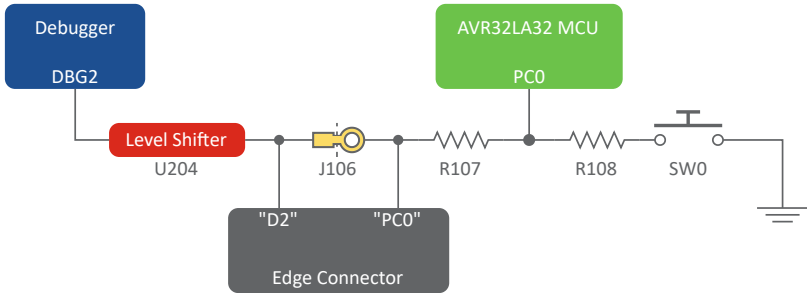 Debugger
DBG2
AVR32LA32 MCU
PC0
Level Shifter
U204
J106
R107
R108
SW0
"D2"
"PC0"
Edge Connector